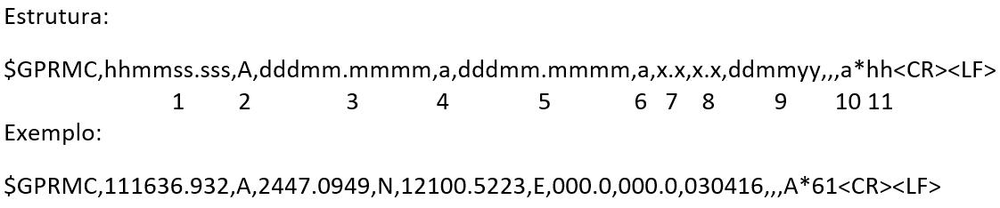 Estrutura:
$GPRMC,hhmmss.sss,A,dddmm.mmmm,a,dddmm.mmmm,a,x.x,x.x,ddmmyy,,,a*hh<CR><LF>
1 2 3 4 5 6 7 8 9 10 11
Exemplo:
$GPRMC,111636.932,A,2447.0949,N,12100.5223,E,000.0,000.0,030416,,,A*61<CR><LF>